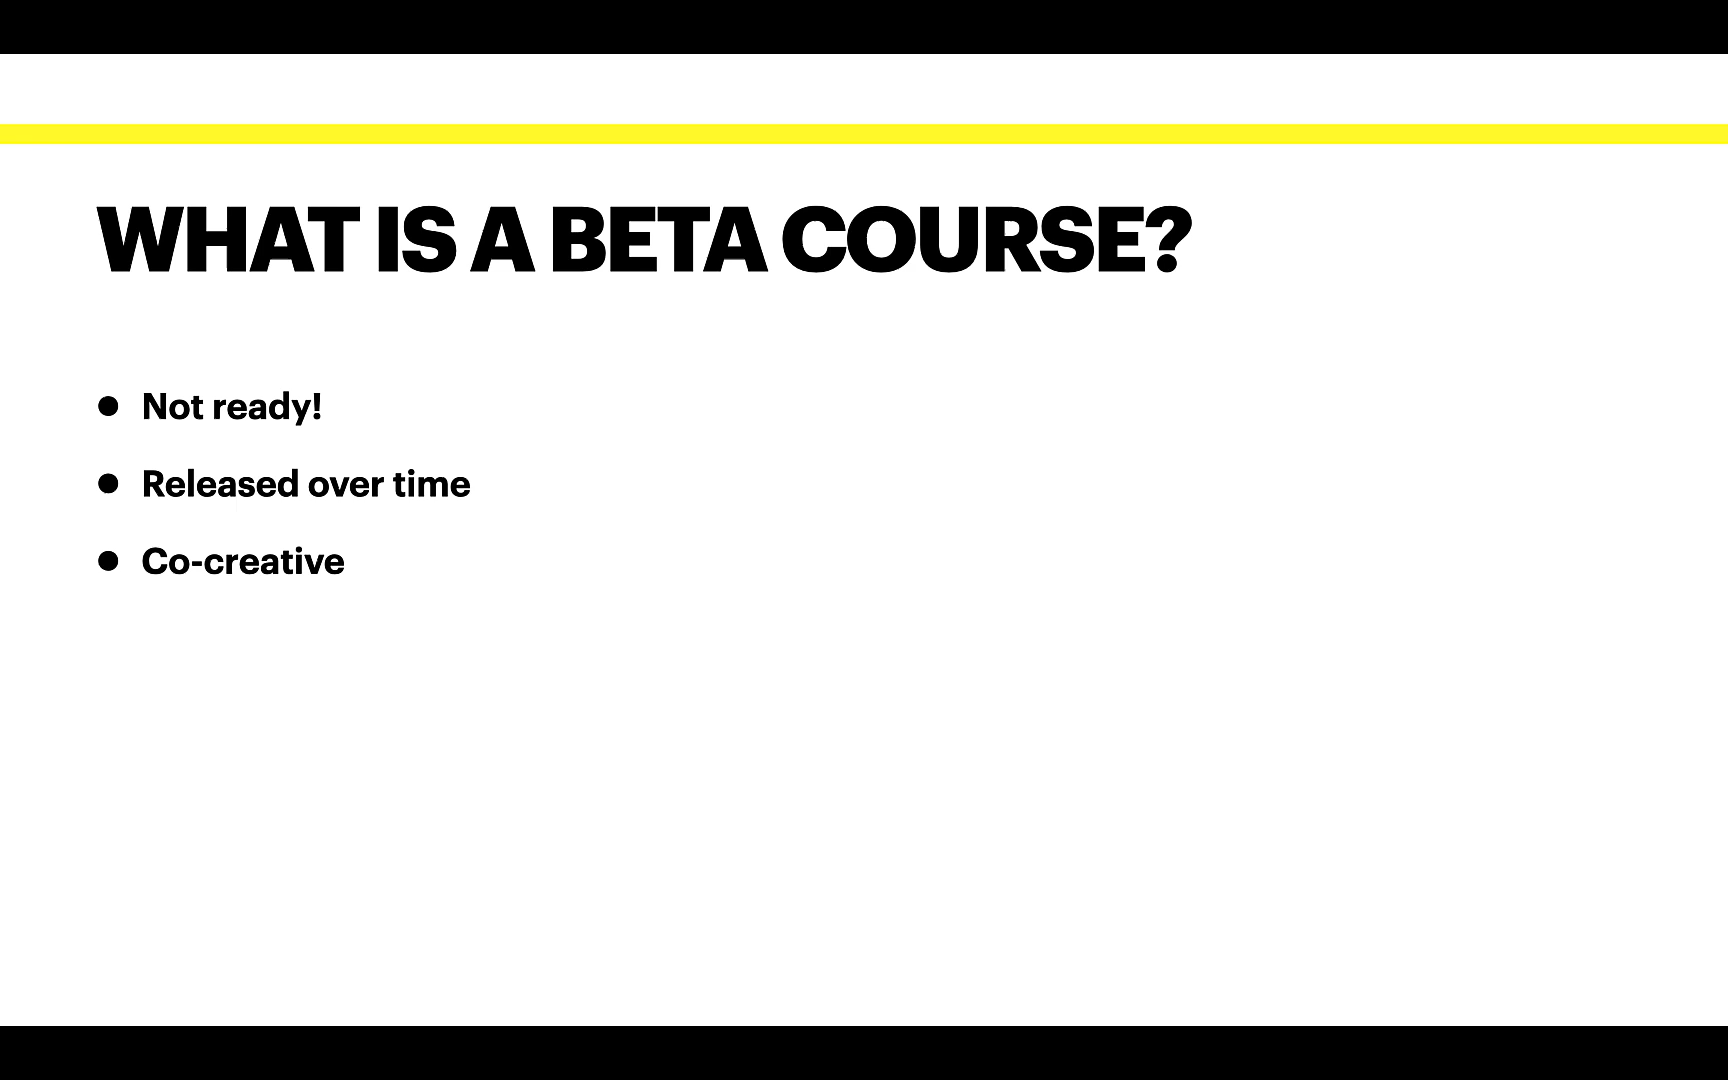 WHAT IS A BETA COURSE?
● Not ready!
● Released over time
● Co-creative